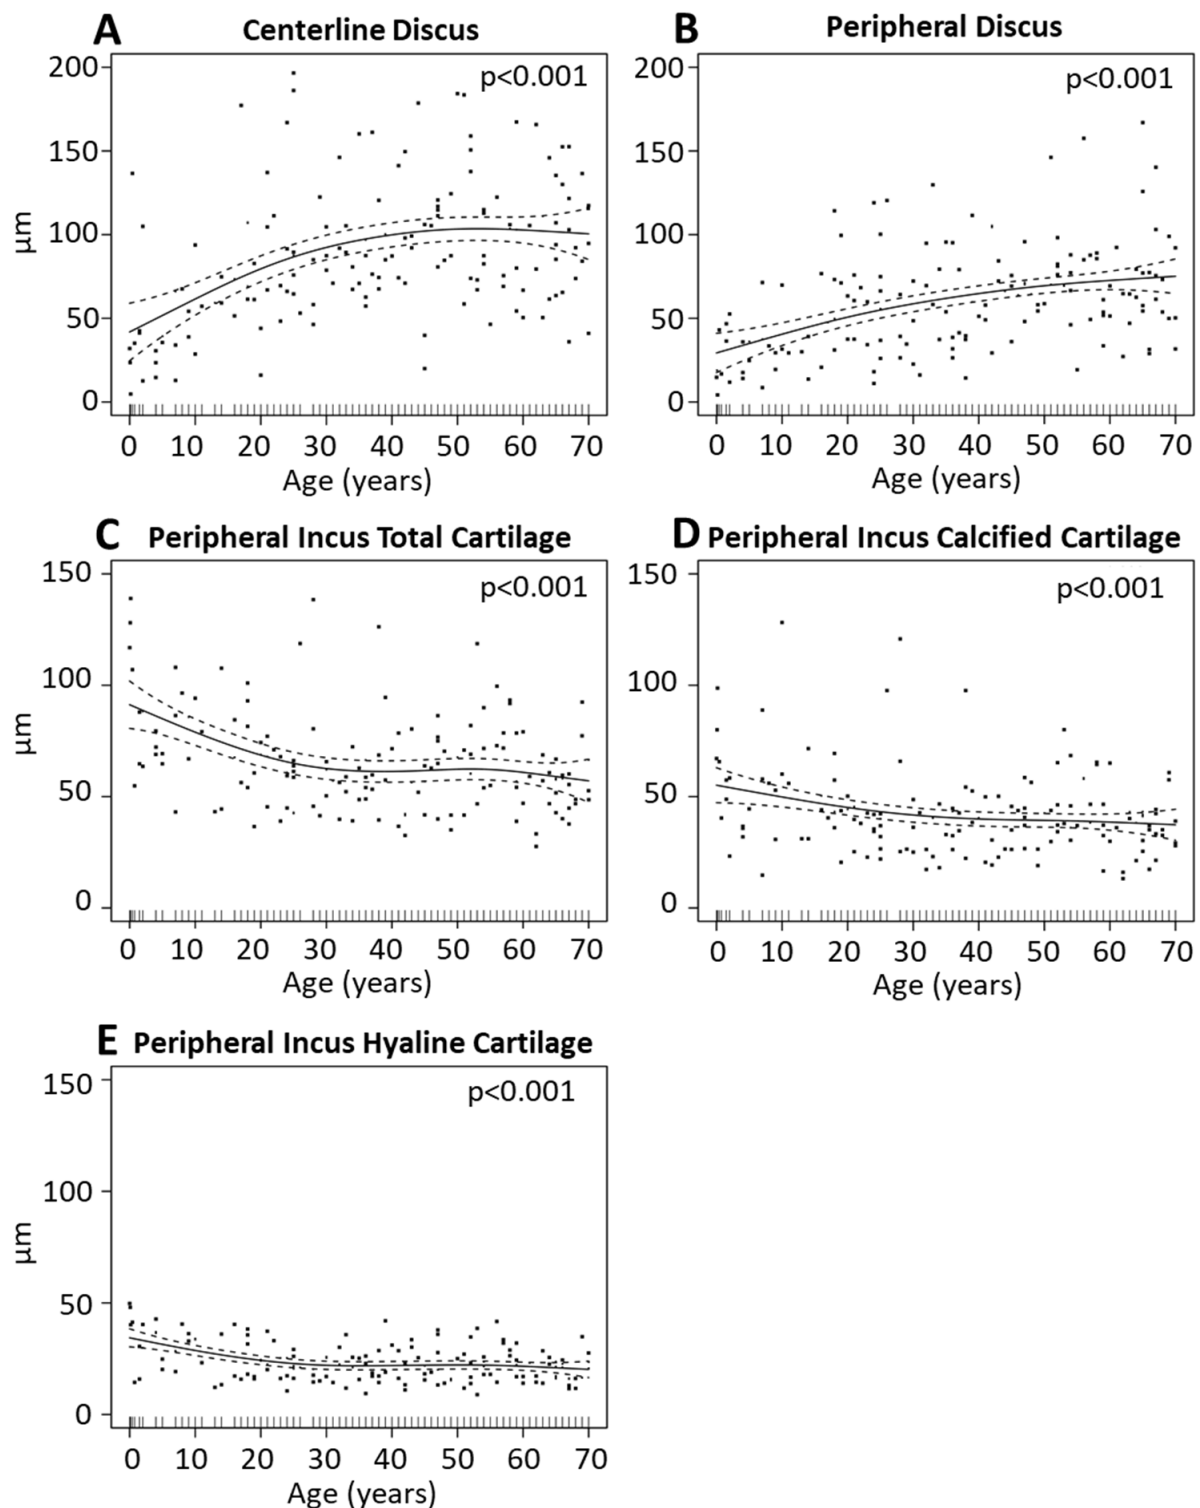 A Centerline Discus
p<0.001
200
150
100
50
0
µm
0 10 20 30 40 50 60 70
Age (years)
B Peripheral Discus
p<0.001
200
150
100
50
0
0 10 20 30 40 50 60 70
Age (years)
C Peripheral Incus Total Cartilage
p<0.001
150
100
50
0
µm
0 10 20 30 40 50 60 70
Age (years)
D Peripheral Incus Calcified Cartilage
p<0.001
150
100
50
0
0 10 20 30 40 50 60 70
Age (years)
E Peripheral Incus Hyaline Cartilage
p<0.001
150
100
50
0
µm
0 10 20 30 40 50 60 70
Age (years)